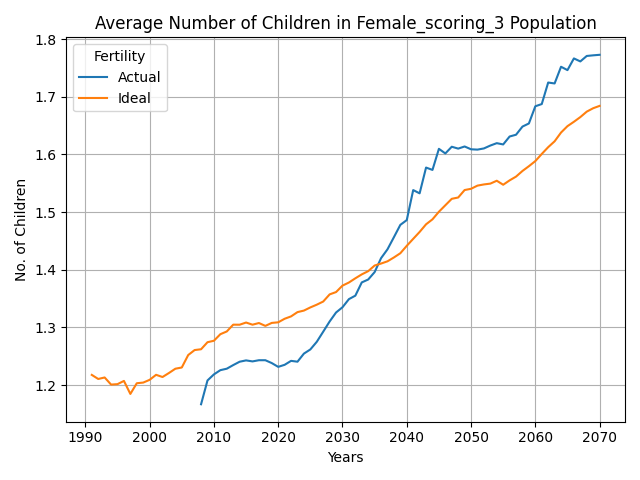 Average Number of Children in Female_scoring_3 Population
Fertility
Actual
Ideal
No. of Children
1.8
1.7
1.6
1.5
1.4
1.3
1.2
1990 2000 2010 2020 2030 2040 2050 2060 2070
Years